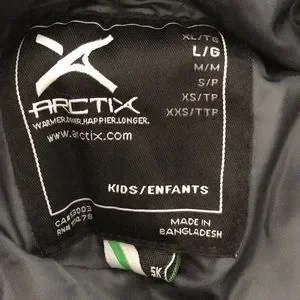 ARCTIX
WARMER.DRIER.HAPPIER.LONGER.
www.arctix.com
XL/TG
L/G
M/M
S/P
XS/TP
XXS/TTP
KIDS/ENFANTS
MADE IN
BANGLADESH
5K